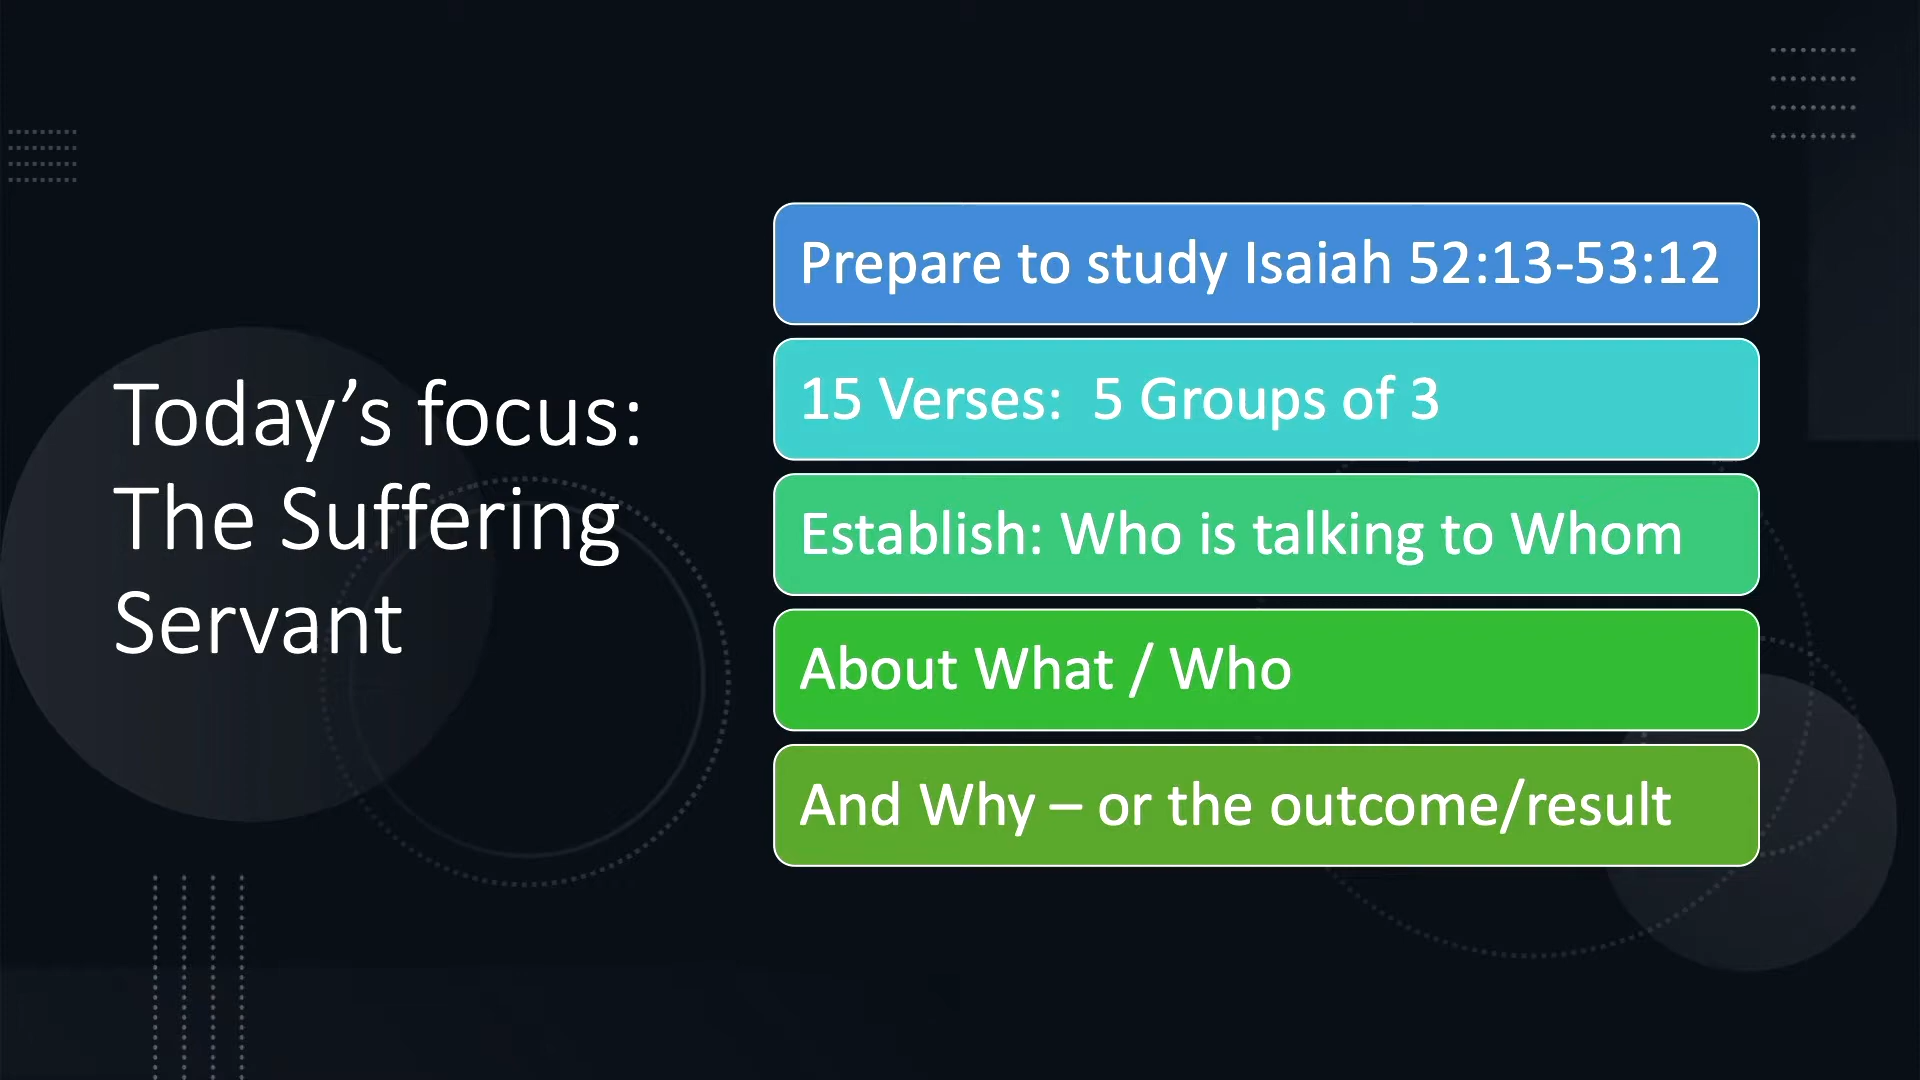 Today’s focus:
The Suffering
Servant
Prepare to study Isaiah 52:13-53:12
15 Verses:  5 Groups of 3
Establish: Who is talking to Whom
About What / Who
And Why – or the outcome/result